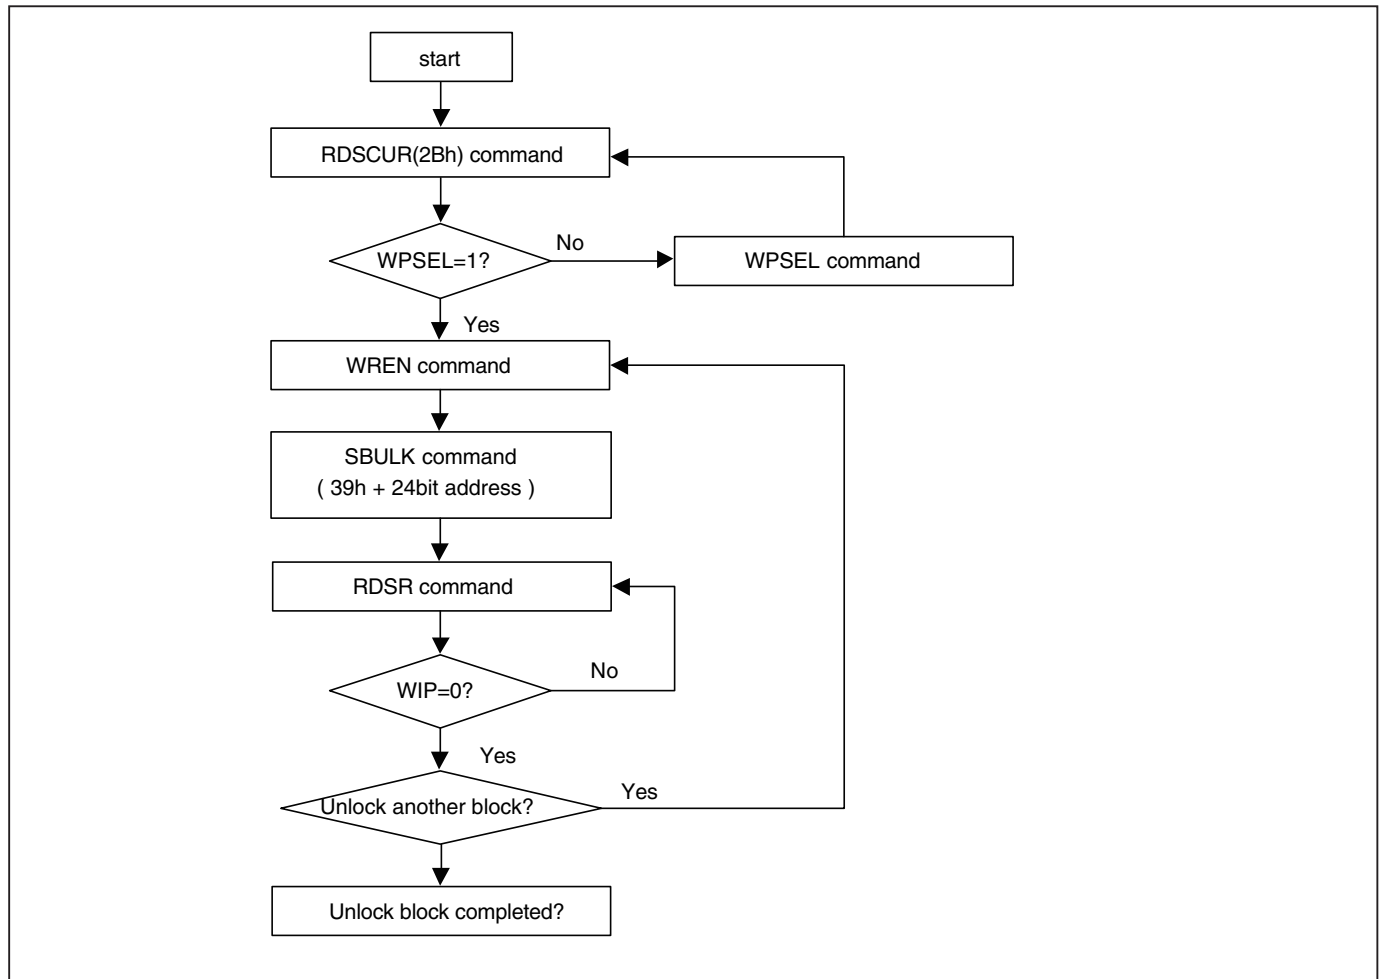 start
RDSCUR(2Bh) command
WPSEL=1?
No
WPSEL command
Yes
WREN command
SBULK command
( 39h + 24bit address )
RDSR command
WIP=0?
No
Yes
Unlock another block?
Yes
Unlock block completed?